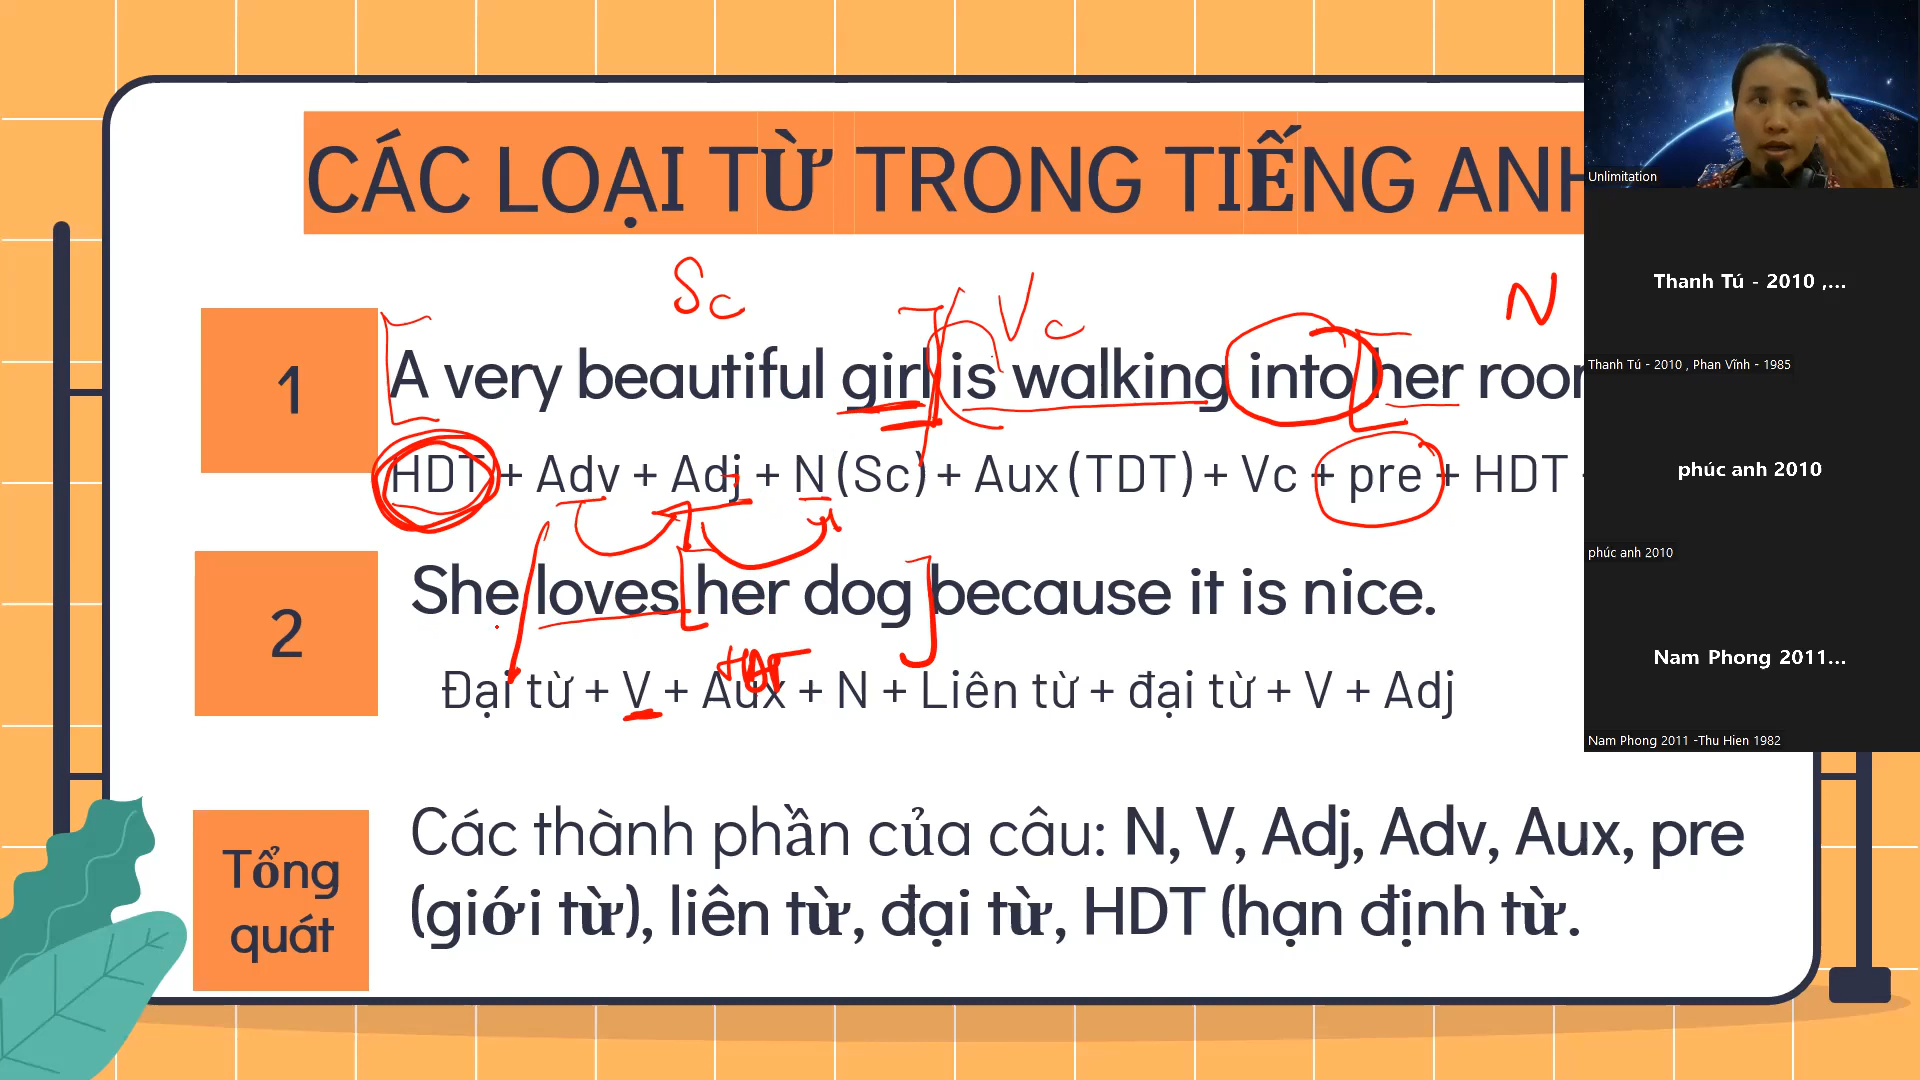 CÁC LOẠI TỪ TRONG TIẾNG ANH
Sc
Vc
N
1
A very beautiful girl is walking into her room
HDT + Adv + Adj + N (Sc) + Aux (TDT) + Vc + pre + HDT
2
She loves her dog because it is nice.
HDT
Đại từ + V + Aux + N + Liên từ + đại từ + V + Adj
Tổng quát
Các thành phần của câu: N, V, Adj, Adv, Aux, pre
(giới từ), liên từ, đại từ, HDT (hạn định từ.
Unlimitation
Thanh Tú - 2010 ,...
Thanh Tú - 2010 , Phan Vĩnh - 1985
phúc anh 2010
phúc anh 2010
Nam Phong 2011...
Nam Phong 2011 -Thu Hien 1982